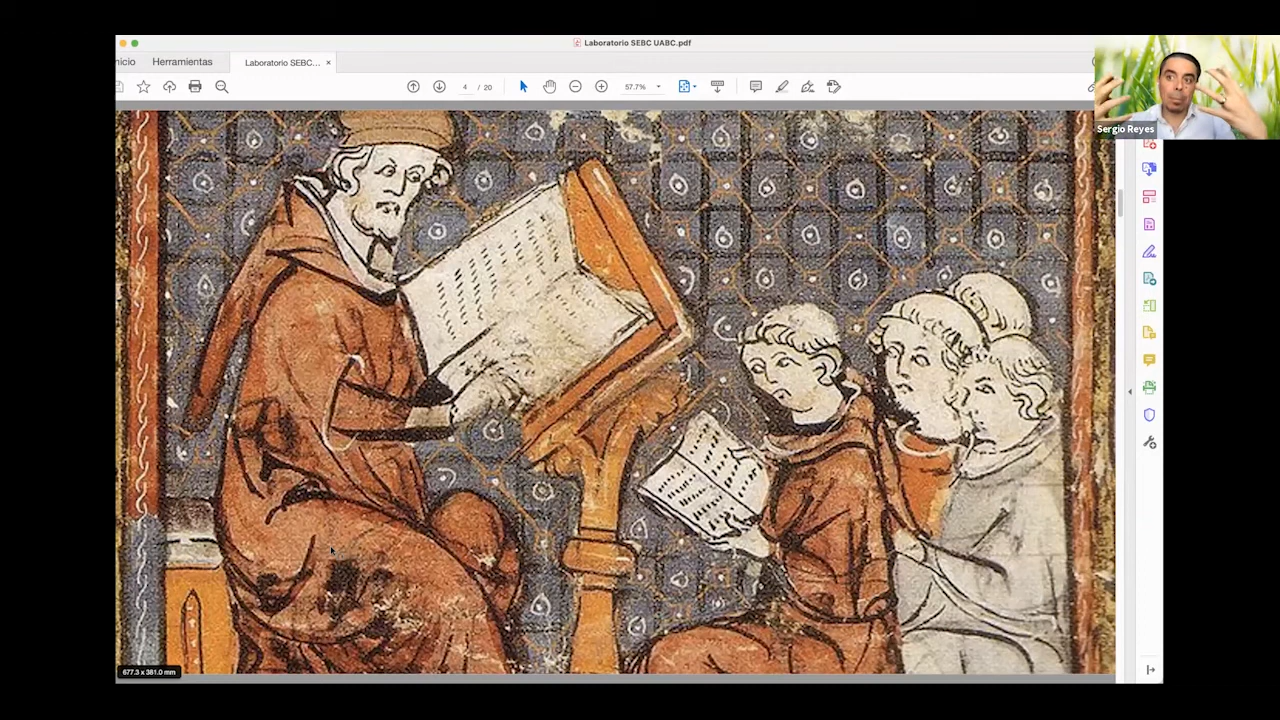 Laboratorio SEBC UABC.pdf
nicio
Herramientas
Laboratorio SEBC... ×
4 / 20
57.7%
Sergio Reyes
677.3 x 381.0 mm